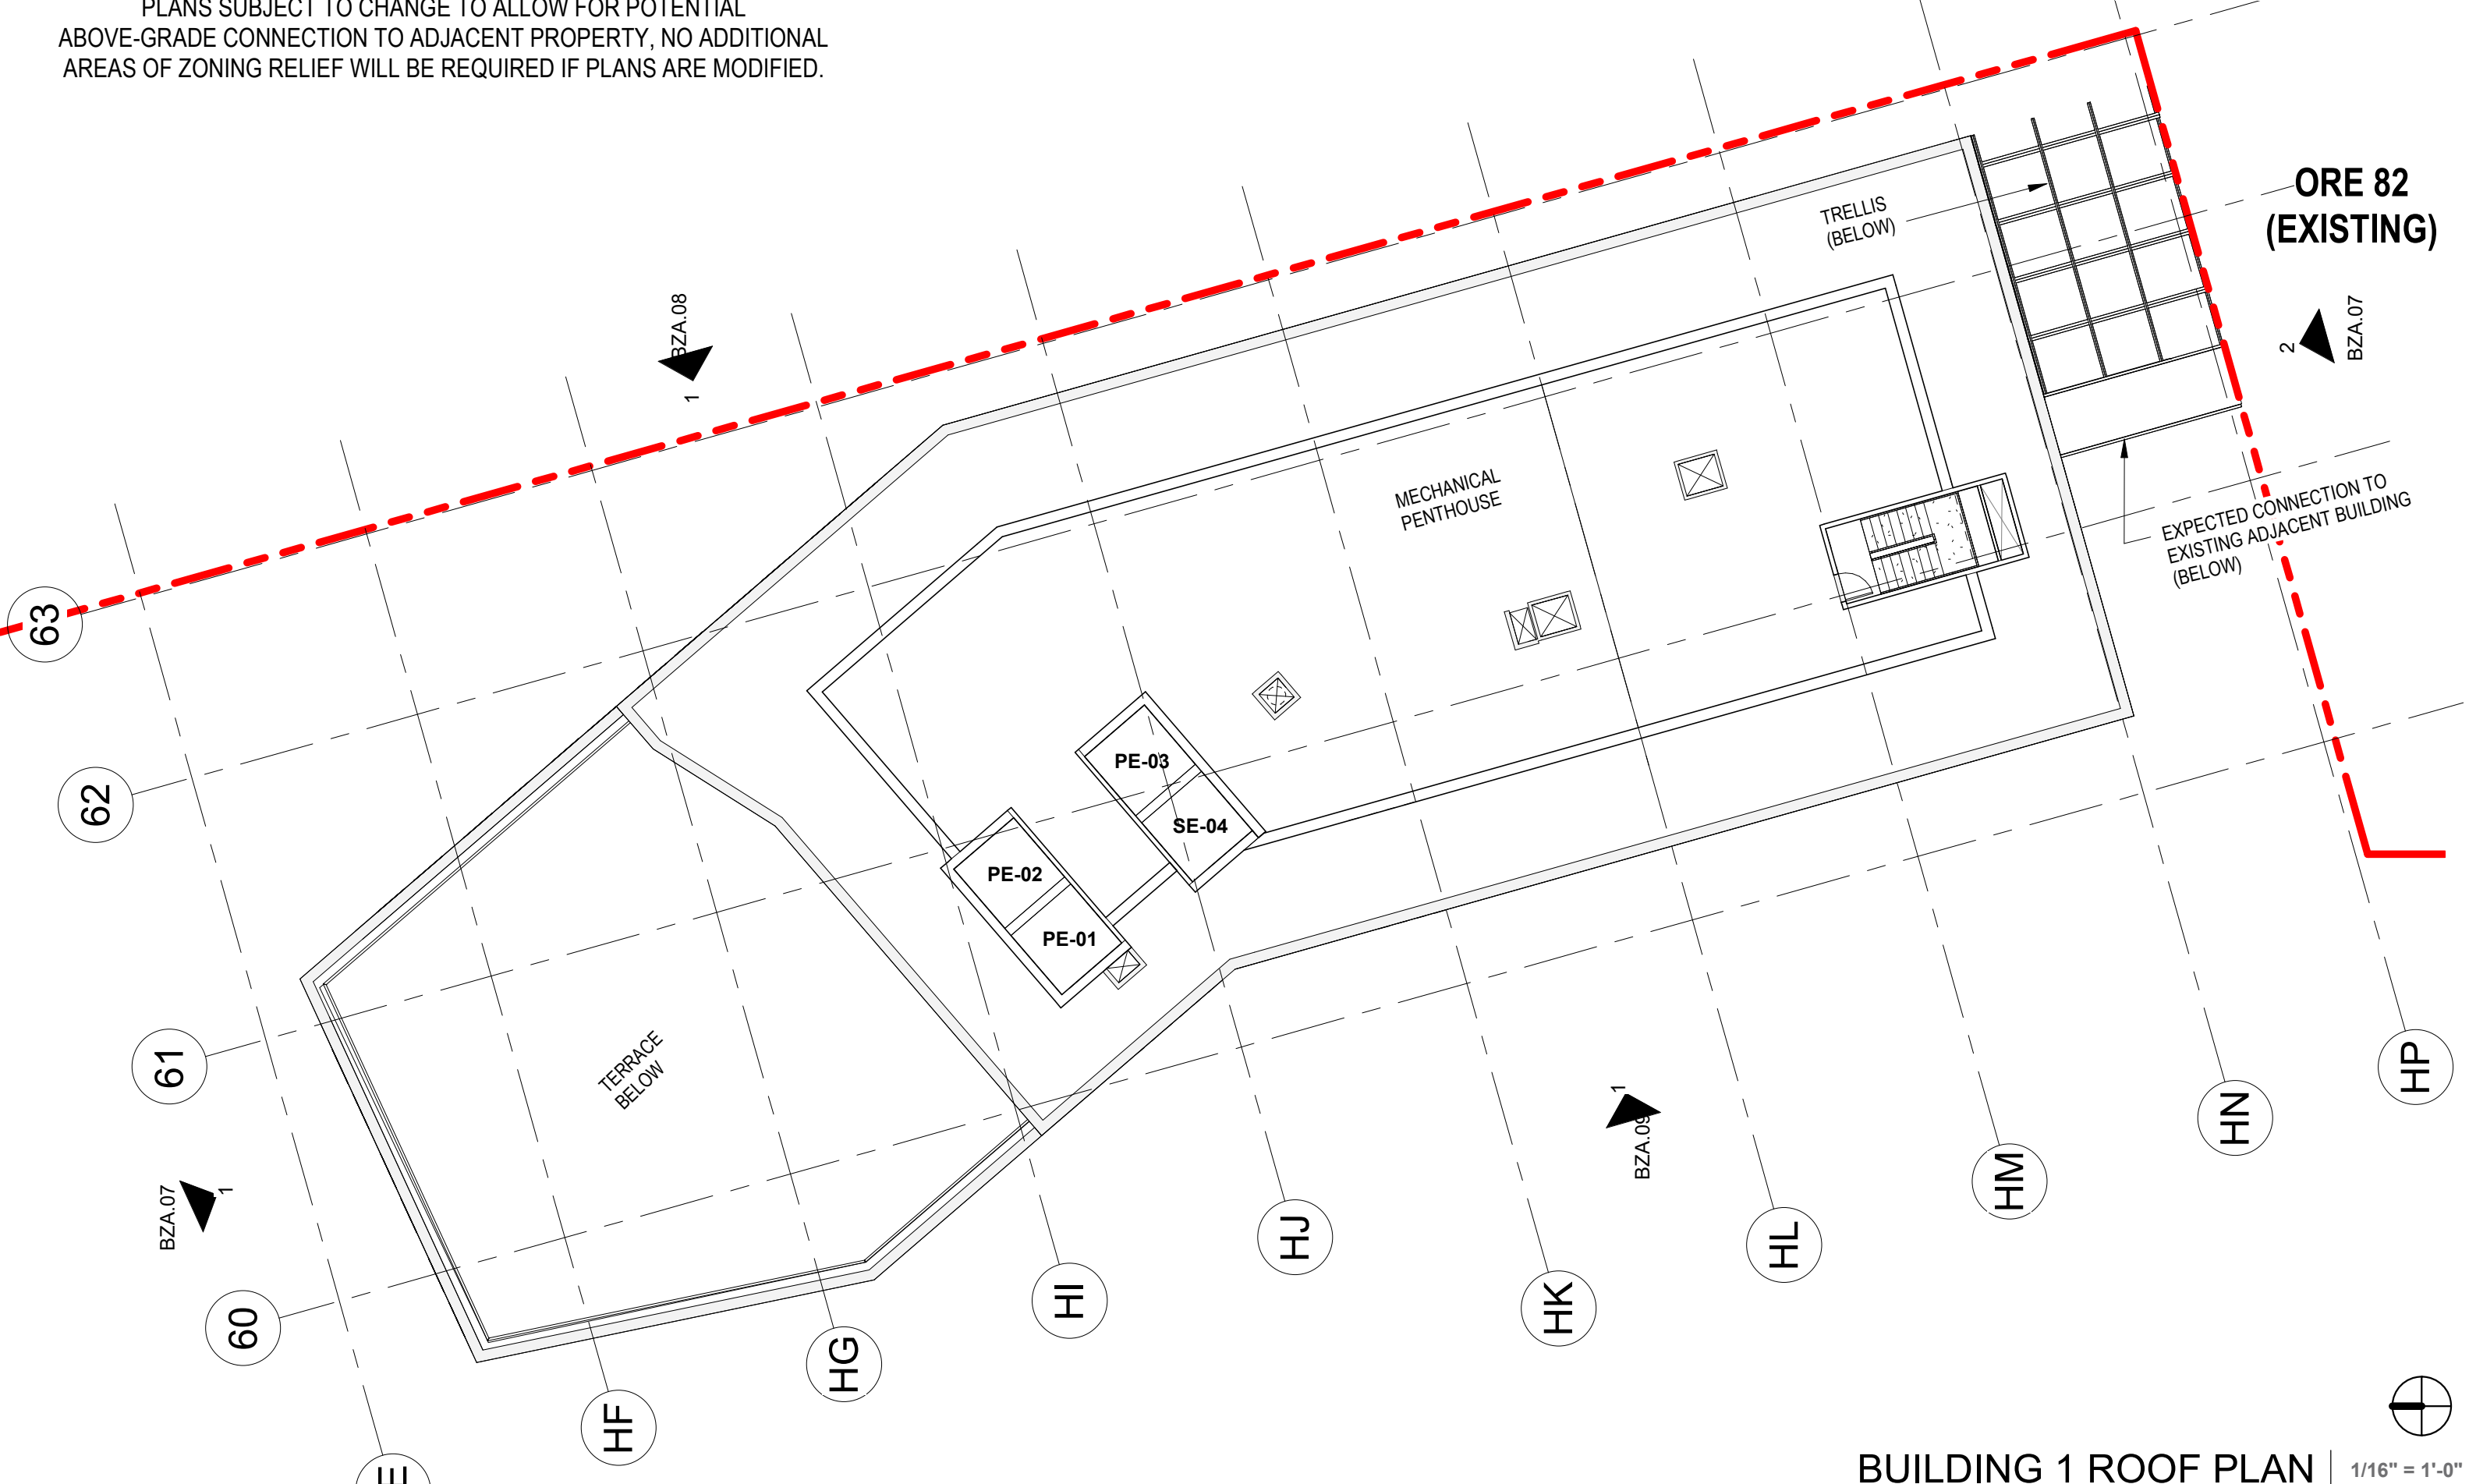 PLANS SUBJECT TO CHANGE TO ALLOW FOR POTENTIAL
ABOVE-GRADE CONNECTION TO ADJACENT PROPERTY, NO ADDITIONAL
AREAS OF ZONING RELIEF WILL BE REQUIRED IF PLANS ARE MODIFIED.
ORE 82
(EXISTING)
TRELLIS
(BELOW)
BZA.08
1
2
BZA.07
MECHANICAL
PENTHOUSE
EXPECTED CONNECTION TO
EXISTING ADJACENT BUILDING
(BELOW)
63
62
61
60
PE-03
SE-04
PE-02
PE-01
TERRACE
BELOW
BZA.07
1
1
BZA.09
HP
HN
HM
HL
HK
HJ
HI
HG
HF
E
BUILDING 1 ROOF PLAN
1/16" = 1'-0"